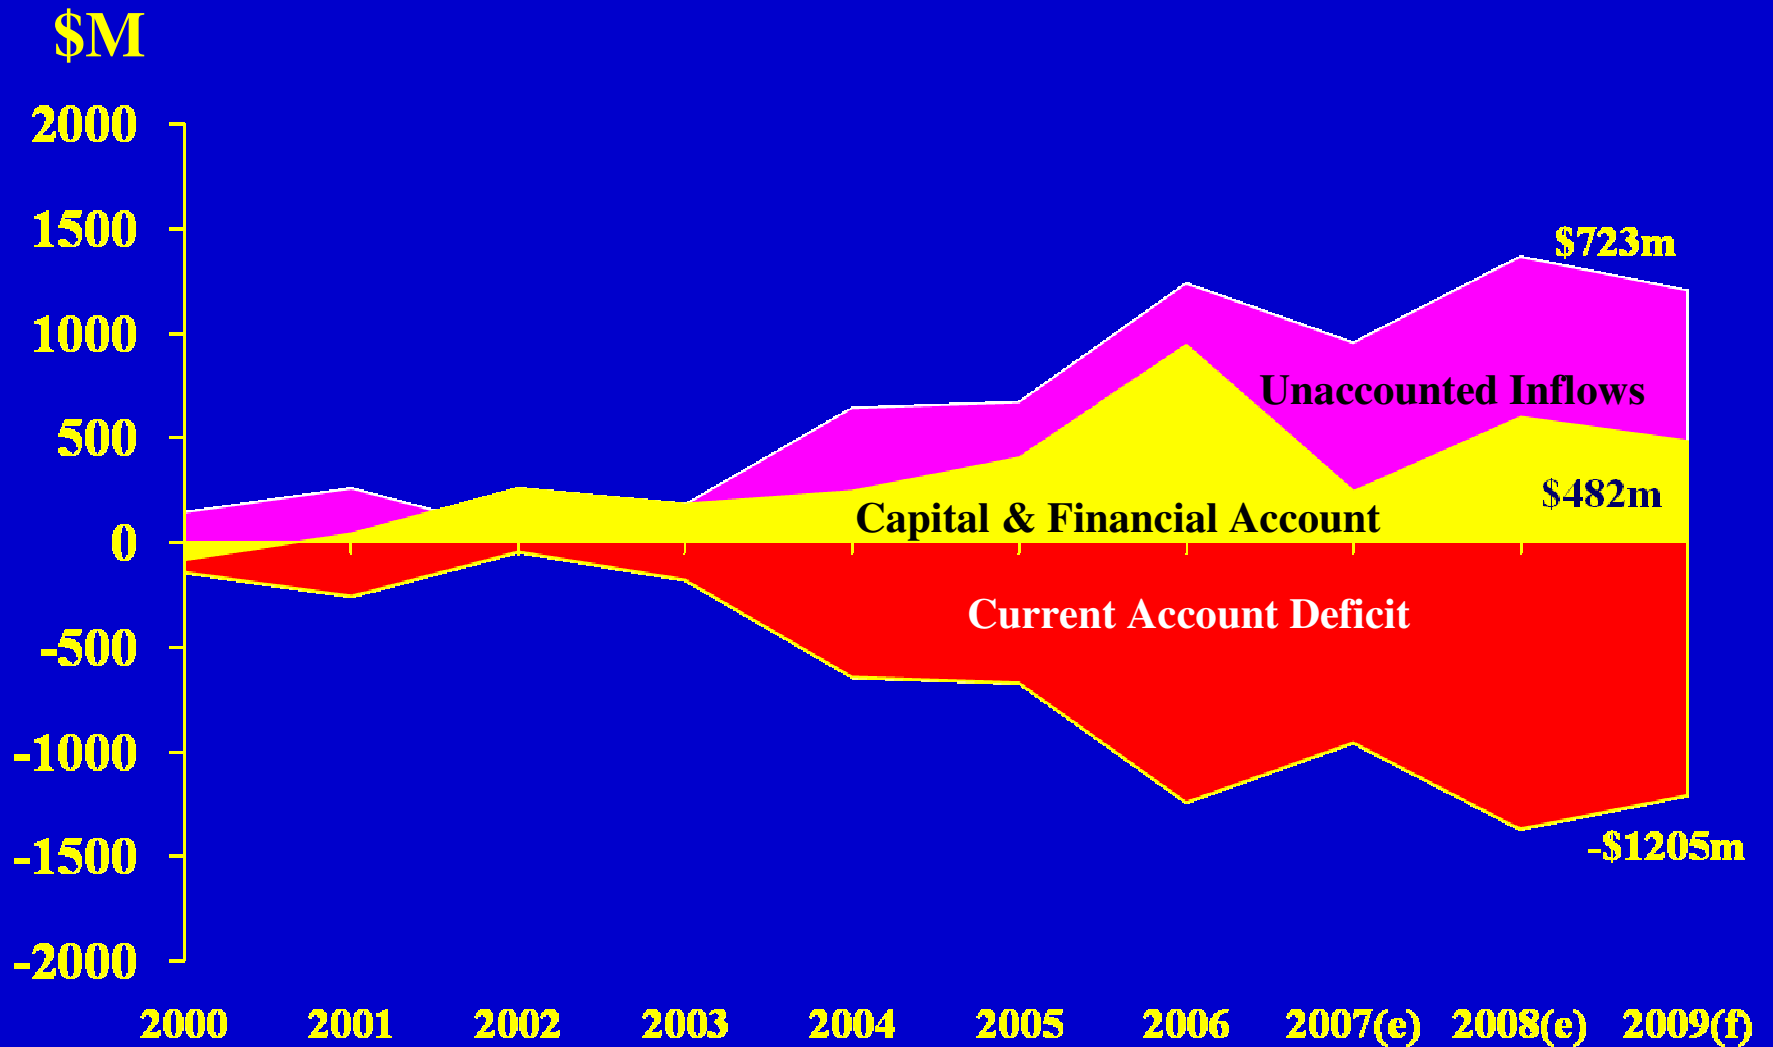 $M
2000
1500
$723m
1000
Unaccounted Inflows
500
$482m
Capital & Financial Account
0
Current Account Deficit
-500
-1000
-$1205m
-1500
-2000
2000 2001 2002 2003 2004 2005 2006 2007(e) 2008(e) 2009(f)